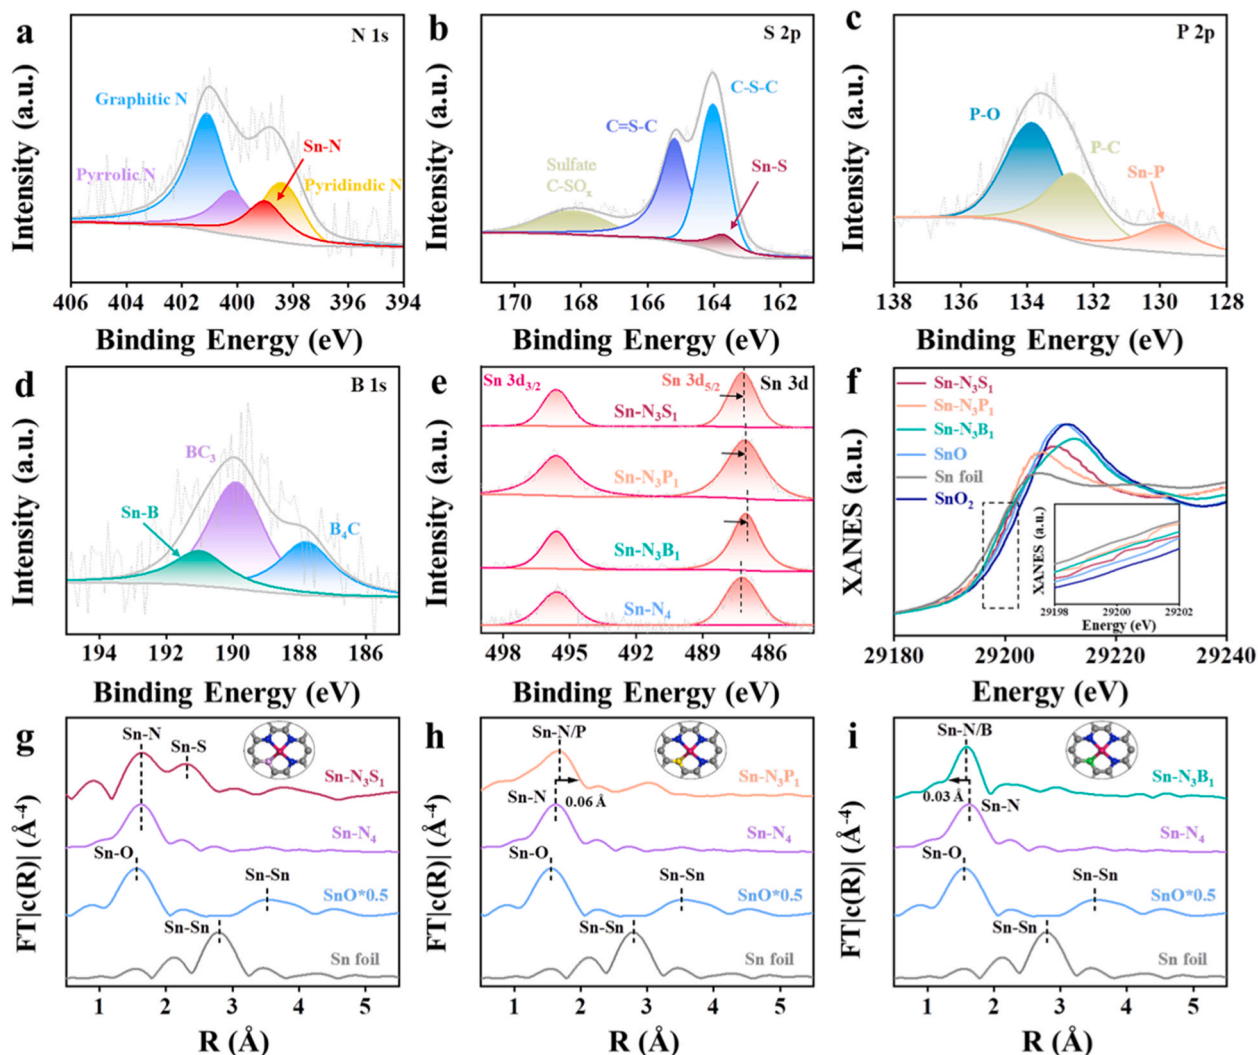 a
N 1s
Graphitic N
Sn-N
Pyrrolic N
Pyridindic N
Intensity (a.u.)
406 404 402 400 398 396 394
Binding Energy (eV)
b
S 2p
C-S-C
C=S-C
Sulfate
C-SOx
Sn-S
Intensity (a.u.)
170 168 166 164 162
Binding Energy (eV)
c
P 2p
P-O
P-C
Sn-P
Intensity (a.u.)
138 136 134 132 130 128
Binding Energy (eV)
d
B 1s
BC3
Sn-B
B4C
Intensity (a.u.)
194 192 190 188 186
Binding Energy (eV)
e
Sn 3d3/2
Sn 3d5/2
Sn 3d
Sn-N3S1
Sn-N3P1
Sn-N3B1
Sn-N4
Intensity (a.u.)
498 495 492 489 486
Binding Energy (eV)
f
Sn-N3S1
Sn-N3P1
Sn-N3B1
SnO
Sn foil
SnO2
XANES (a.u.)
XANES (a.u.)
29198 29200 29202
Energy (eV)
29180 29200 29220 29240
Energy (eV)
g
Sn-N
Sn-S
Sn-N3S1
Sn-N4
Sn-O
Sn-Sn
SnO*0.5
Sn-Sn
Sn foil
FT|c(R)| (Å-4)
1 2 3 4 5
R (Å)
h
Sn-N/P
Sn-N3P1
Sn-N
0.06 Å
Sn-N4
Sn-O
Sn-Sn
SnO*0.5
Sn-Sn
Sn foil
FT|c(R)| (Å-4)
1 2 3 4 5
R (Å)
i
Sn-N/B
Sn-N3B1
0.03 Å
Sn-N
Sn-N4
Sn-O
Sn-Sn
SnO*0.5
Sn-Sn
Sn foil
FT|c(R)| (Å-4)
1 2 3 4 5
R (Å)